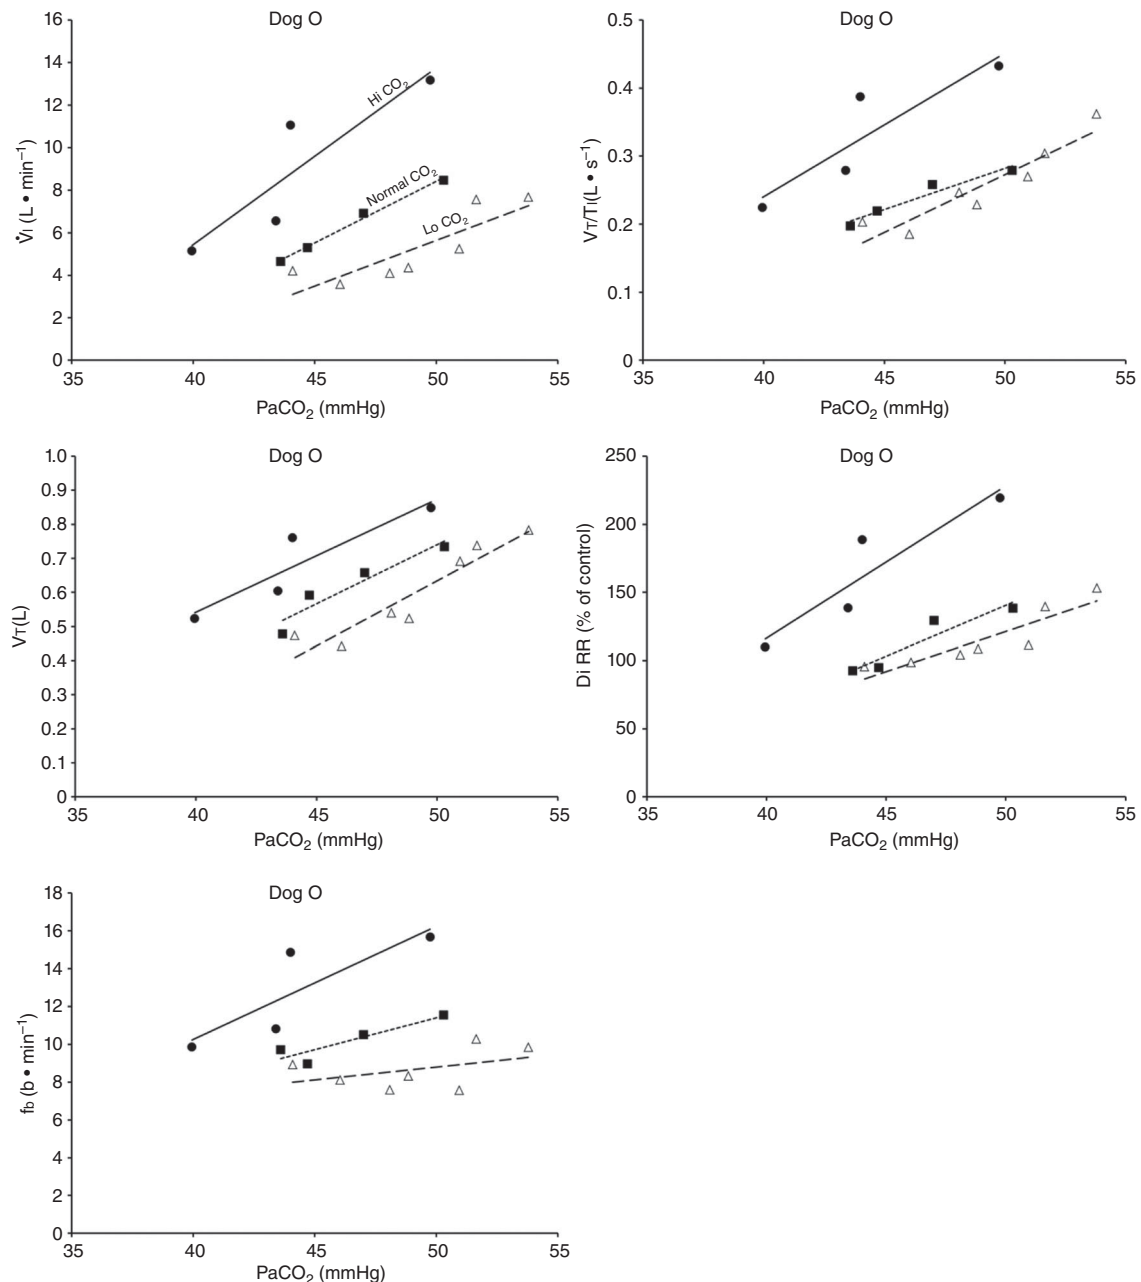 Dog O
16
14
12
10
8
6
4
2
0
V̇I (L • min⁻¹)
Hi CO₂
Normal CO₂
Lo CO₂
35 40 45 50 55
PaCO₂ (mmHg)
Dog O
0.5
0.4
0.3
0.2
0.1
0
VT/TI(L • s⁻¹)
35 40 45 50 55
PaCO₂ (mmHg)
Dog O
1.0
0.9
0.8
0.7
0.6
0.5
0.4
0.3
0.2
0.1
0
VT(L)
35 40 45 50 55
PaCO₂ (mmHg)
Dog O
250
200
150
100
50
0
Di RR (% of control)
35 40 45 50 55
PaCO₂ (mmHg)
Dog O
18
16
14
12
10
8
6
4
2
0
fb (b • min⁻¹)
35 40 45 50 55
PaCO₂ (mmHg)